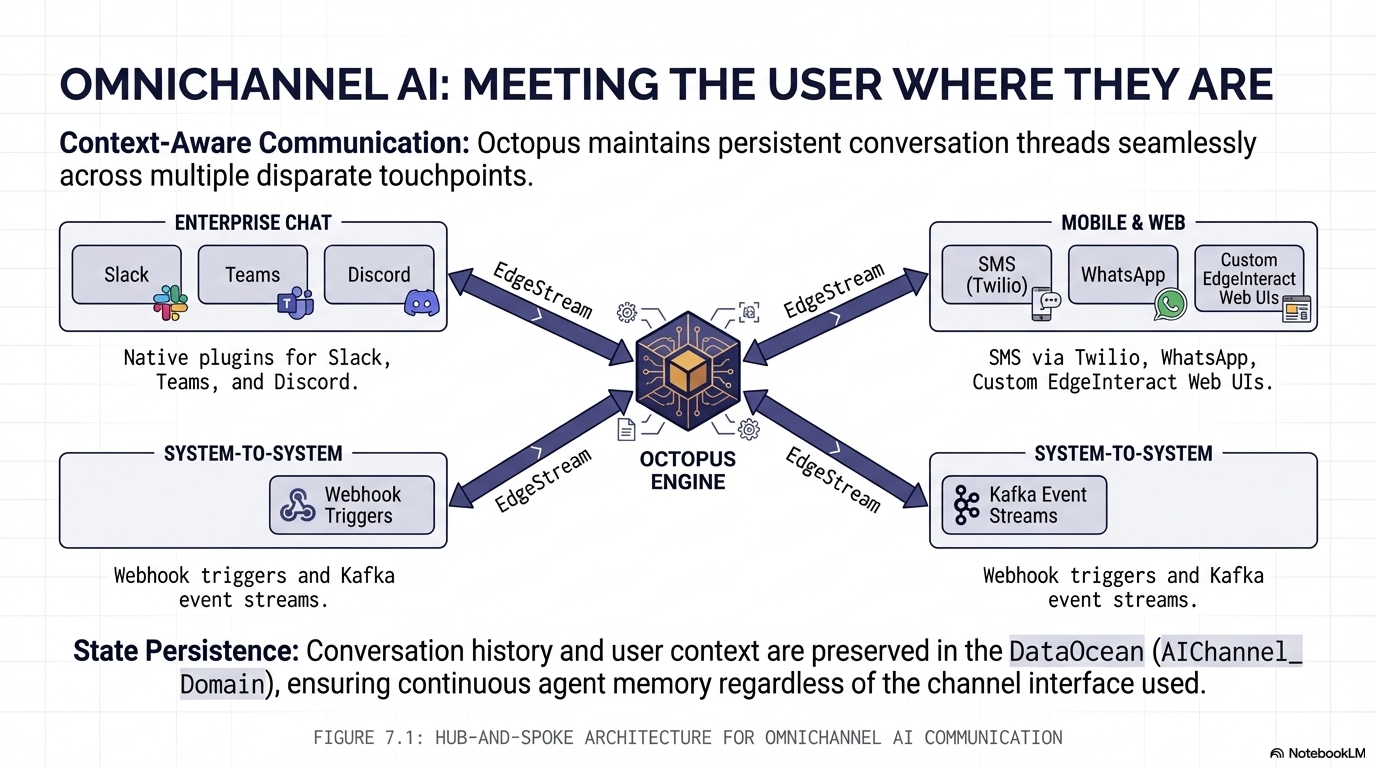 OMNICHANNEL AI: MEETING THE USER WHERE THEY ARE
Context-Aware Communication: Octopus maintains persistent conversation threads seamlessly
across multiple disparate touchpoints.
ENTERPRISE CHAT
Slack
Teams
T
Discord
Native plugins for Slack,
Teams, and Discord.
EdgeStream
EdgeStream
MOBILE & WEB
SMS
(Twilio)
WhatsApp
Custom
EdgeInteract
Web UIs
SMS via Twilio, WhatsApp,
Custom EdgeInteract Web UIs.
OCTOPUS
ENGINE
SYSTEM-TO-SYSTEM
Webhook
Triggers
Webhook triggers and Kafka
event streams.
EdgeStream
EdgeStream
SYSTEM-TO-SYSTEM
Kafka Event
Streams
Webhook triggers and Kafka
event streams.
State Persistence: Conversation history and user context are preserved in the DataOcean (AIChannel_
Domain), ensuring continuous agent memory regardless of the channel interface used.
FIGURE 7.1: HUB-AND-SPOKE ARCHITECTURE FOR OMNICHANNEL AI COMMUNICATION
NotebookLM